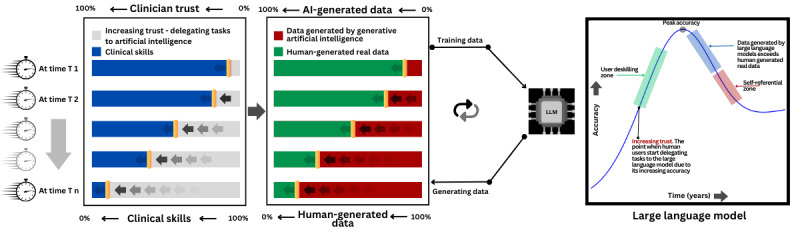 100% ← Clinician trust ← 0%
Increasing trust - delegating tasks
to artificial intelligence
Clinical skills
At time T 1
At time T 2
At time T n
0% ← Clinical skills ← 100%
100% ← AI-generated data ← 0%
Data generated by generative
artificial intelligence
Human-generated real data
0% ← Human-generated ← 100%
data
Training data
LLM
Generating data
Peak accuracy
User deskilling
zone
Data generated by
large language
models exceeds
human generated
real data
Self-referential
zone
Increasing trust. The
point when human
users start delegating
tasks to the large
language model due to
its increasing accuracy
Accuracy
Time (years)
Large language model